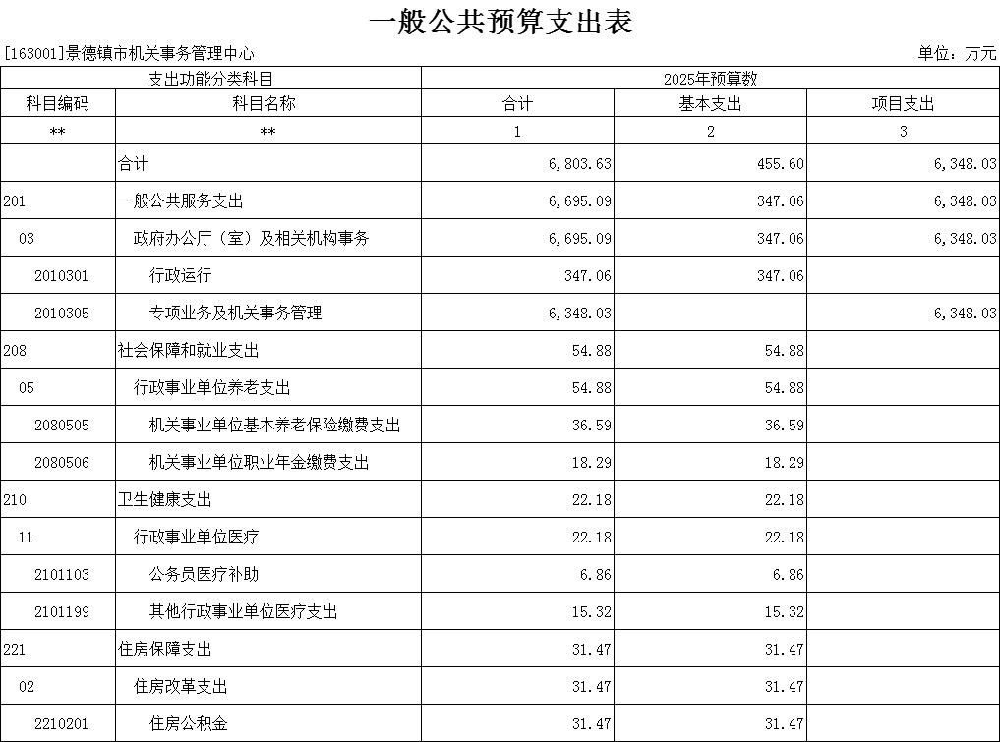 一般公共预算支出表
[163001]景德镇市机关事务管理中心 单位：万元
支出功能分类科目 2025年预算数
科目编码 科目名称 合计 基本支出 项目支出
** ** 1 2 3
合计 6,803.63 455.60 6,348.03
201 一般公共服务支出 6,695.09 347.06 6,348.03
03 政府办公厅（室）及相关机构事务 6,695.09 347.06 6,348.03
2010301 行政运行 347.06 347.06
2010305 专项业务及机关事务管理 6,348.03 6,348.03
208 社会保障和就业支出 54.88 54.88
05 行政事业单位养老支出 54.88 54.88
2080505 机关事业单位基本养老保险缴费支出 36.59 36.59
2080506 机关事业单位职业年金缴费支出 18.29 18.29
210 卫生健康支出 22.18 22.18
11 行政事业单位医疗 22.18 22.18
2101103 公务员医疗补助 6.86 6.86
2101199 其他行政事业单位医疗支出 15.32 15.32
221 住房保障支出 31.47 31.47
02 住房改革支出 31.47 31.47
2210201 住房公积金 31.47 31.47